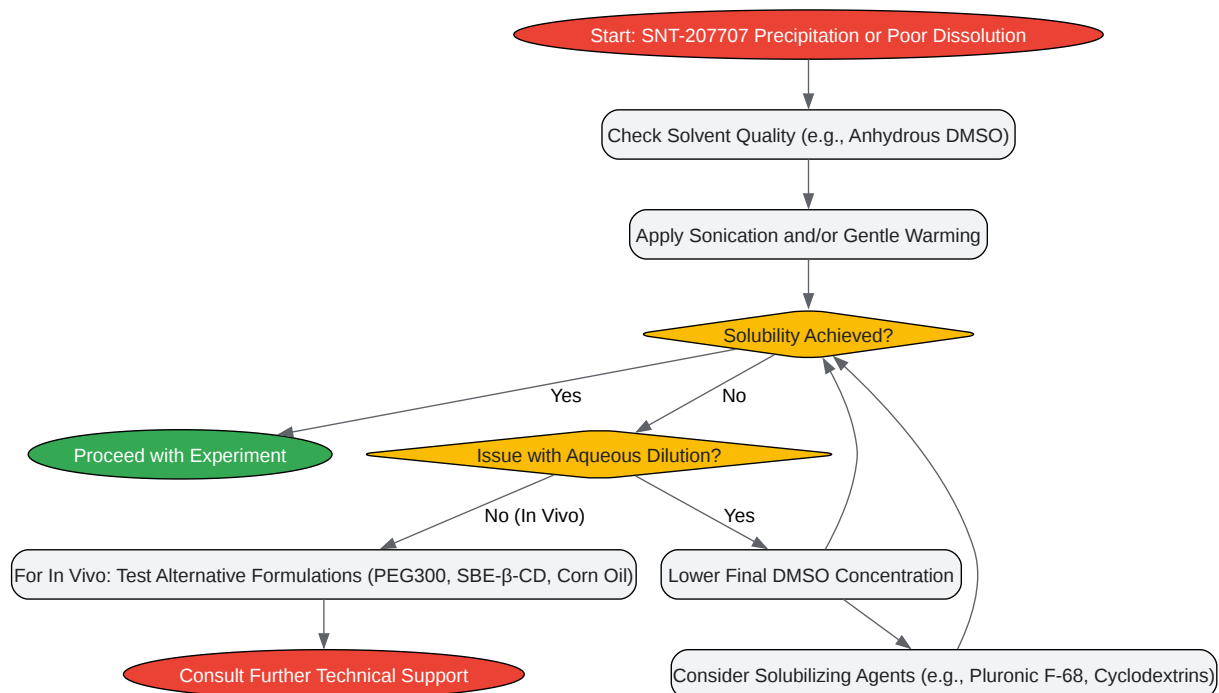 Start: SNT-207707 Precipitation or Poor Dissolution
Check Solvent Quality (e.g., Anhydrous DMSO)
Apply Sonication and/or Gentle Warming
Solubility Achieved?
Yes
No
Proceed with Experiment
Issue with Aqueous Dilution?
No (In Vivo)
Yes
For In Vivo: Test Alternative Formulations (PEG300, SBE-β-CD, Corn Oil)
Lower Final DMSO Concentration
Consult Further Technical Support
Consider Solubilizing Agents (e.g., Pluronic F-68, Cyclodextrins)